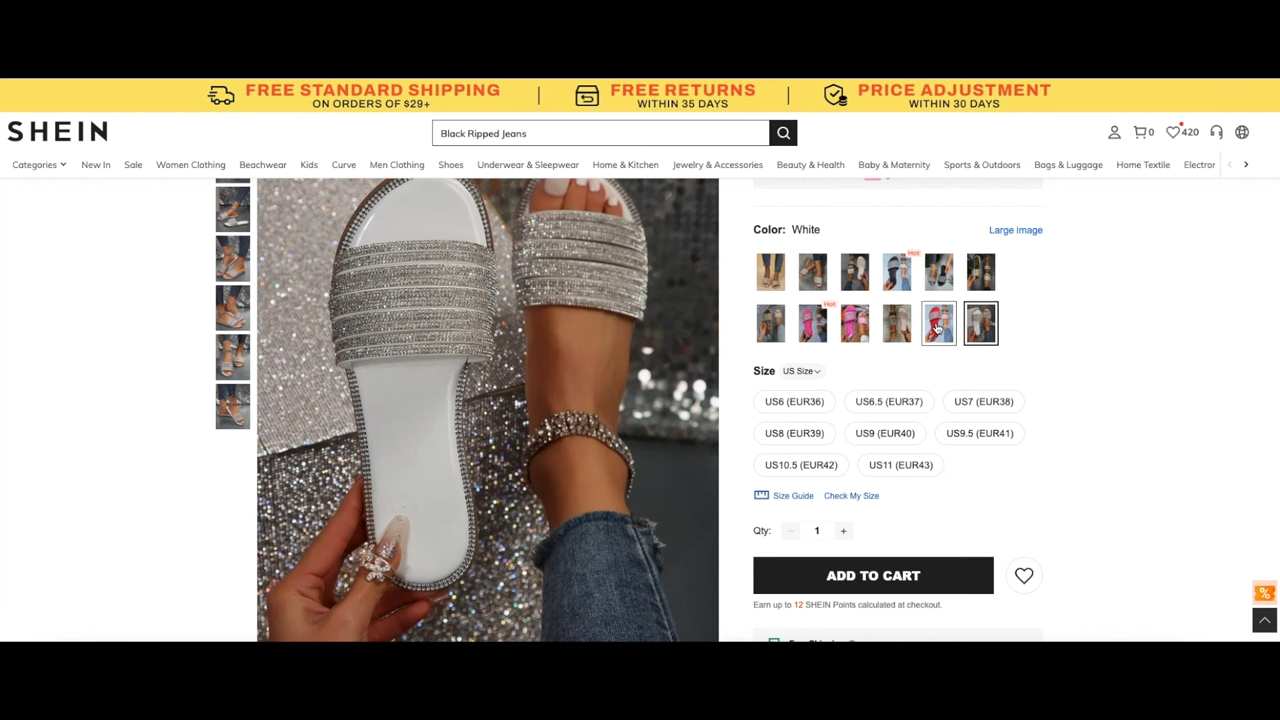 FREE STANDARD SHIPPING
ON ORDERS OF $29+
FREE RETURNS
WITHIN 35 DAYS
PRICE ADJUSTMENT
WITHIN 30 DAYS
SHEIN
Black Ripped Jeans
0
420
Categories New In Sale Women Clothing Beachwear Kids Curve Men Clothing Shoes Underwear & Sleepwear Home & Kitchen Jewelry & Accessories Beauty & Health Baby & Maternity Sports & Outdoors Bags & Luggage Home Textile Electror
Color: White
Large image
Hot
Hot
Size US Size
US6 (EUR36) US6.5 (EUR37) US7 (EUR38)
US8 (EUR39) US9 (EUR40) US9.5 (EUR41)
US10.5 (EUR42) US11 (EUR43)
Size Guide Check My Size
Qty: − 1 +
ADD TO CART
Earn up to 12 SHEIN Points calculated at checkout.
%